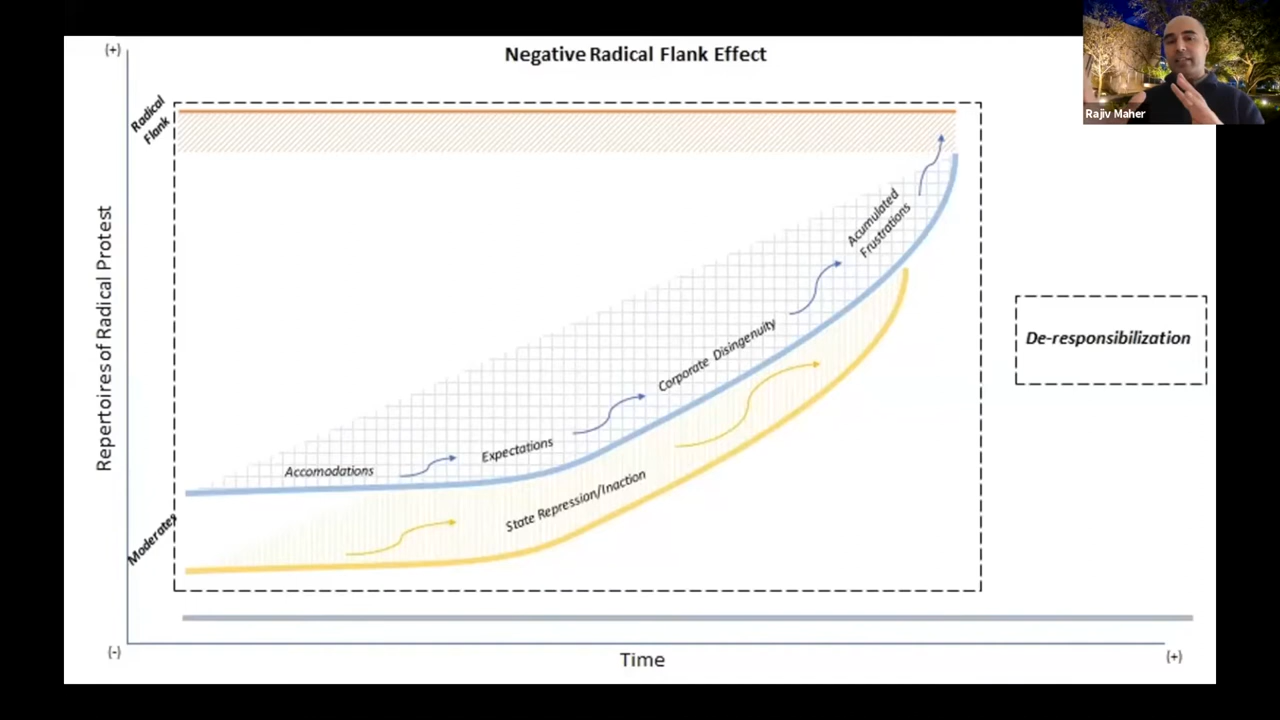 Negative Radical Flank Effect
Rajiv Maher
(+)
Radical
Flank
Repertoires of Radical Protest
Acumulated
Frustrations
Corporate Disingenuity
De-responsibilization
Expectations
Accomodations
State Repression/Inaction
Moderates
(-)
Time
(+)